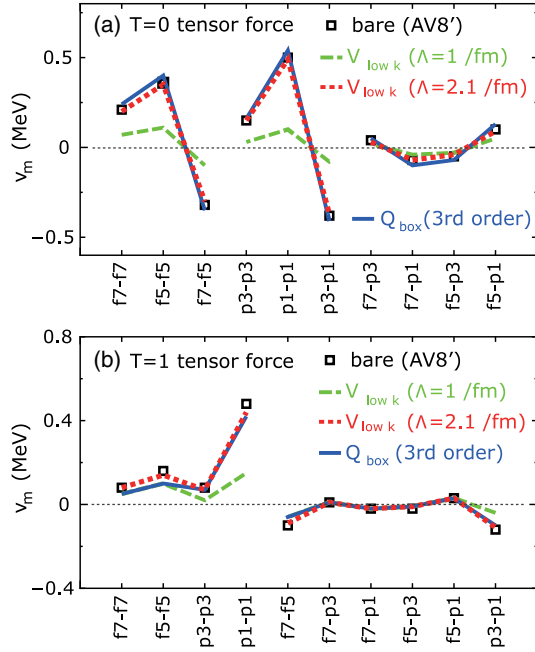 (a) T=0 tensor force
bare (AV8')
V low k (Λ=1 /fm)
V low k (Λ=2.1 /fm)
Q box (3rd order)
v m (MeV)
0.5
0
−0.5
f7-f7
f5-f5
f7-f5
p3-p3
p1-p1
p3-p1
f7-p3
f7-p1
f5-p3
f5-p1
(b) T=1 tensor force
bare (AV8')
V low k (Λ=1 /fm)
V low k (Λ=2.1 /fm)
Q box (3rd order)
v m (MeV)
0.8
0.4
0
−0.4
f7-f7
f5-f5
p3-p3
p1-p1
f7-f5
f7-p3
f7-p1
f5-p3
f5-p1
p3-p1